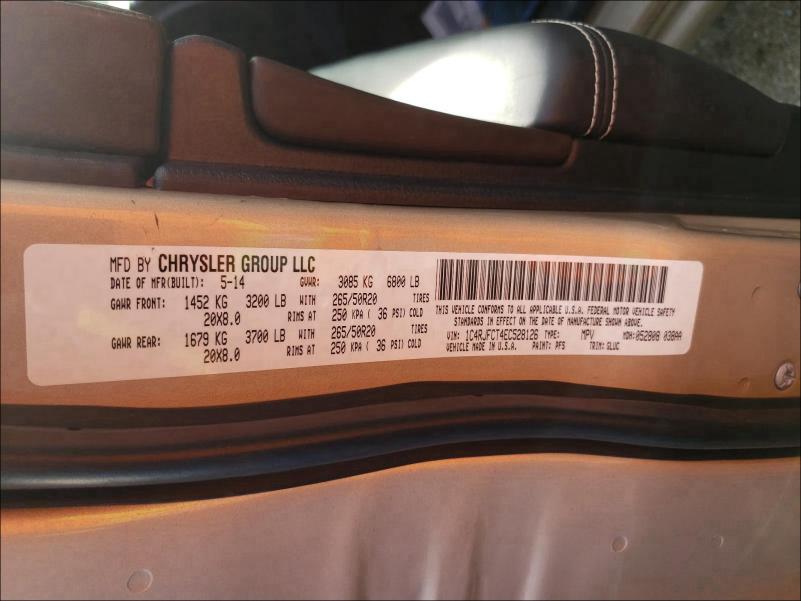 MFD BY CHRYSLER GROUP LLC
DATE OF MFR(BUILT): 5-14 GVWR: 3085 KG 6800 LB
GAWR FRONT: 1452 KG 3200 LB WITH 265/50R20 TIRES
20X8.0 RIMS AT 250 KPA ( 36 PSI) COLD
GAWR REAR: 1679 KG 3700 LB WITH 265/50R20 TIRES
20X8.0 RIMS AT 250 KPA ( 36 PSI) COLD
THIS VEHICLE CONFORMS TO ALL APPLICABLE U.S.A. FEDERAL MOTOR VEHICLE SAFETY
STANDARDS IN EFFECT ON THE DATE OF MANUFACTURE SHOWN ABOVE.
VIN: 1C4RJFCT4EC528126 TYPE: MPV MDH: 052808 038AA
VEHICLE MADE IN U.S.A. PAINT: PFS TRIM: GLUC